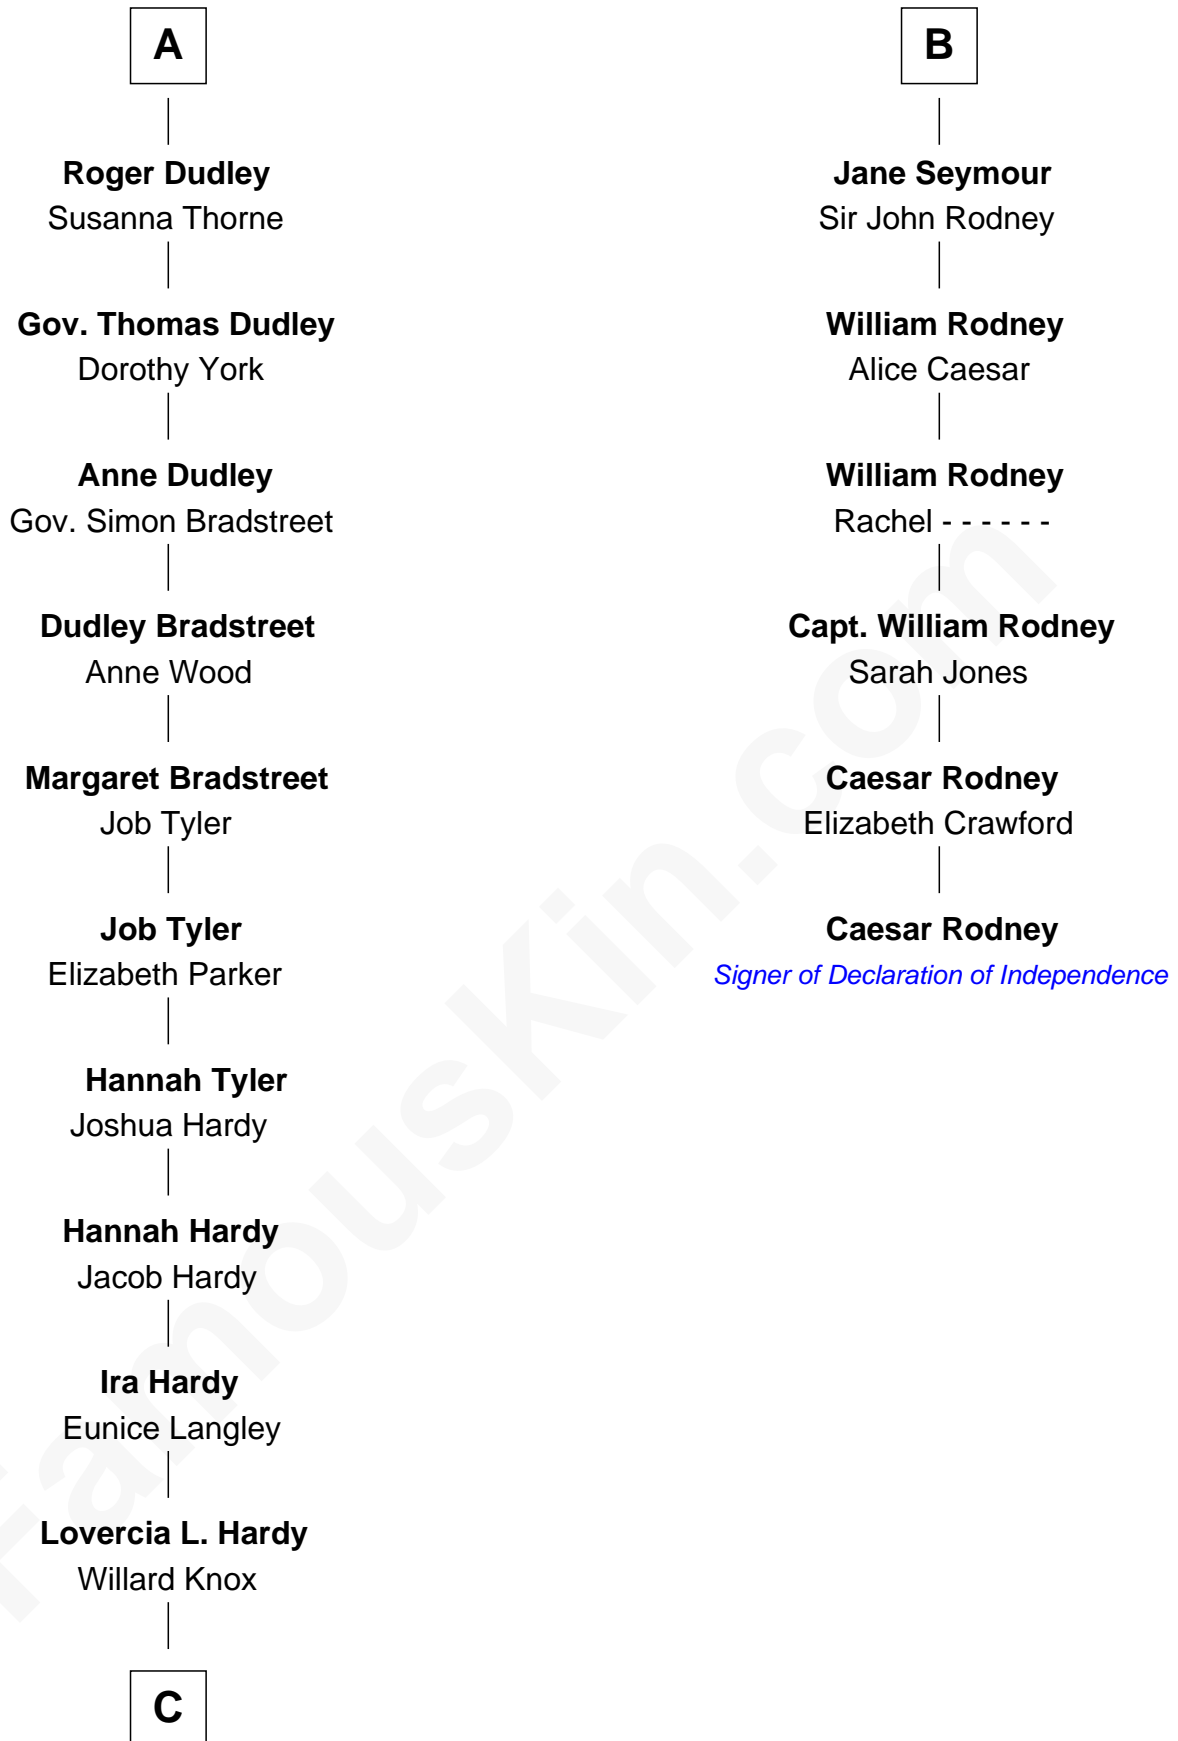 A
Roger Dudley
Susanna Thorne
Gov. Thomas Dudley
Dorothy York
Anne Dudley
Gov. Simon Bradstreet
Dudley Bradstreet
Anne Wood
Margaret Bradstreet
Job Tyler
Job Tyler
Elizabeth Parker
Hannah Tyler
Joshua Hardy
Hannah Hardy
Jacob Hardy
Ira Hardy
Eunice Langley
Lovercia L. Hardy
Willard Knox
C
B
Jane Seymour
Sir John Rodney
William Rodney
Alice Caesar
William Rodney
Rachel - - - - - -
Capt. William Rodney
Sarah Jones
Caesar Rodney
Elizabeth Crawford
Caesar Rodney
Signer of Declaration of Independence
FamousKin.com